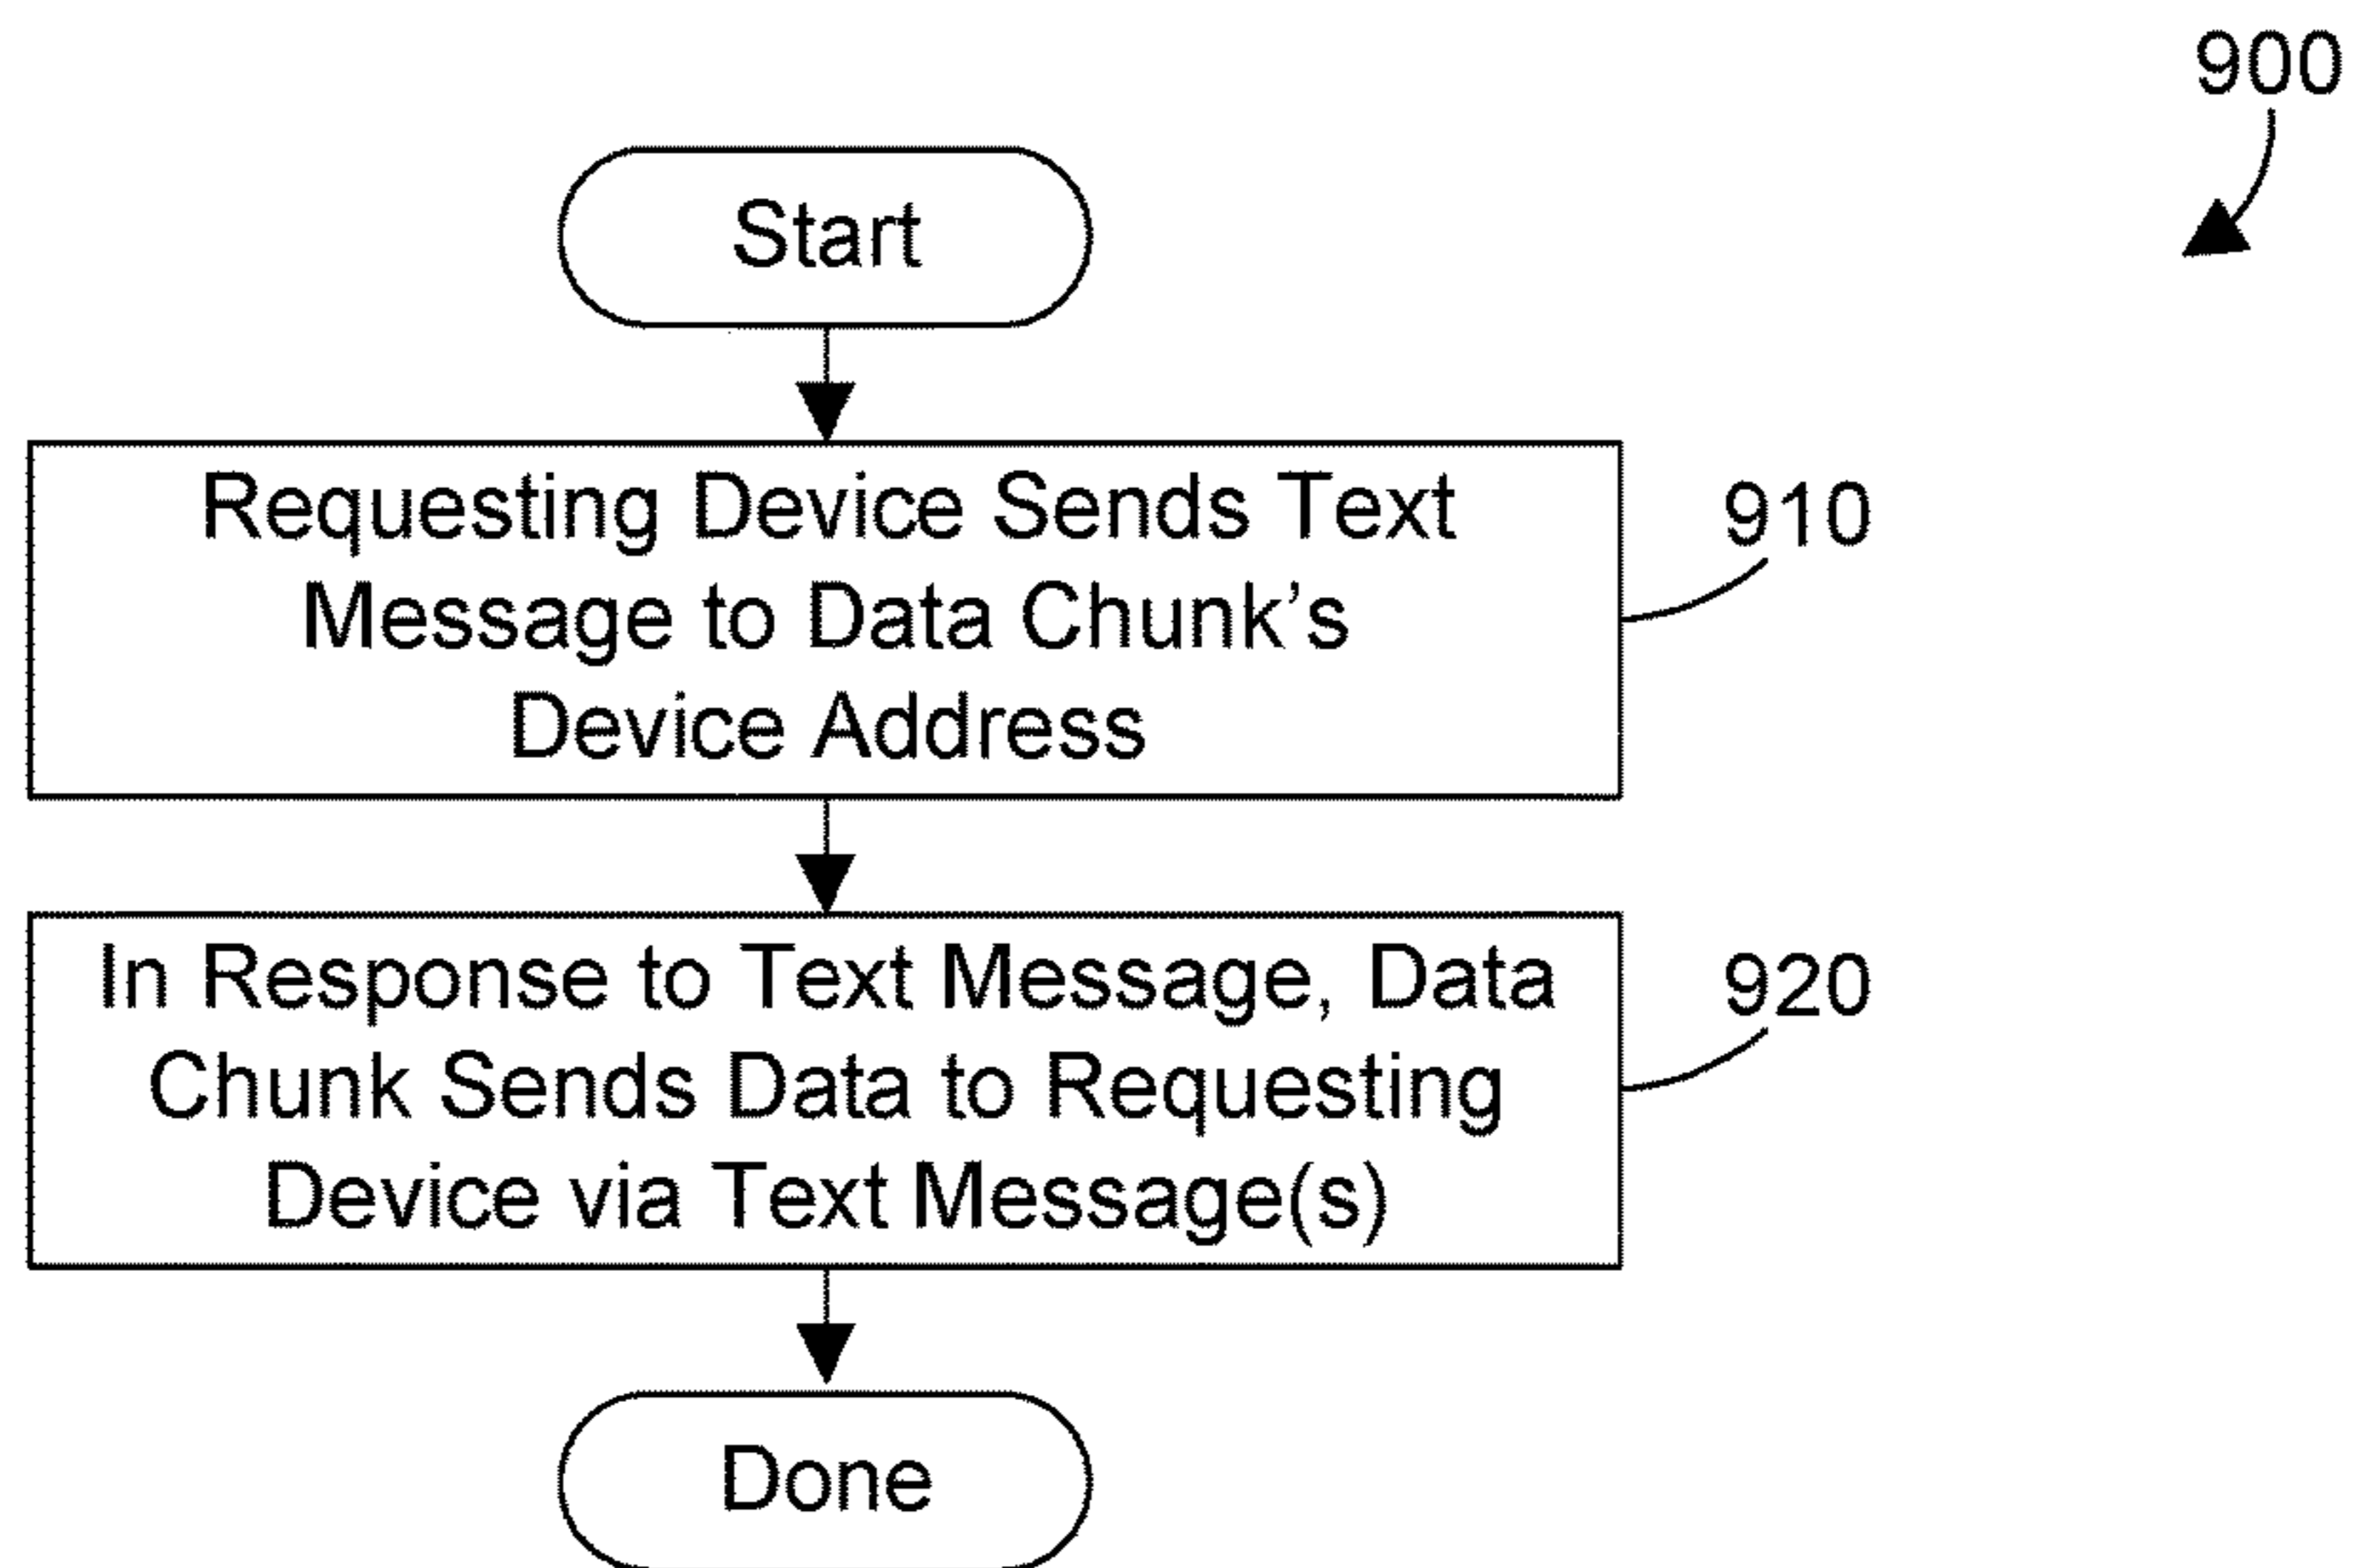 900
Start
Requesting Device Sends Text
Message to Data Chunk’s
Device Address
910
In Response to Text Message, Data
Chunk Sends Data to Requesting
Device via Text Message(s)
920
Done